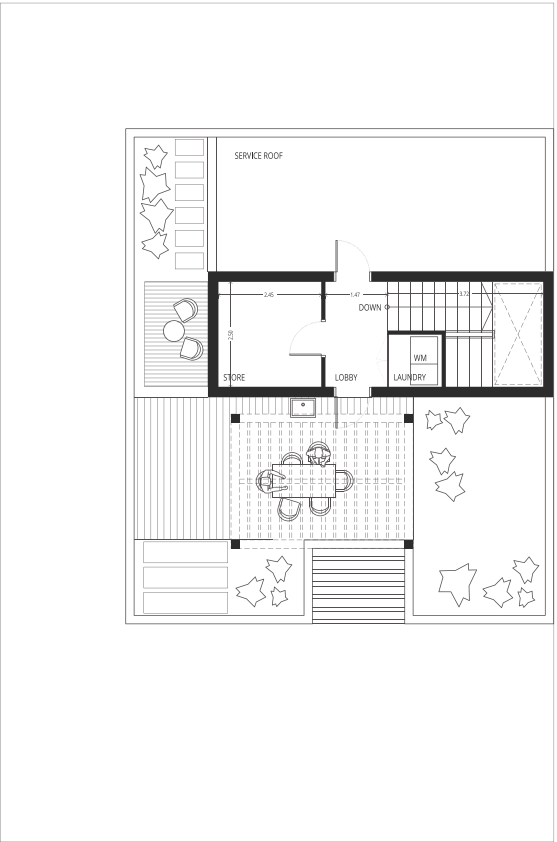 SERVICE ROOF
2.45
1.47
3.72
DOWN
2.50
WM
STORE
LOBBY
LAUNDRY